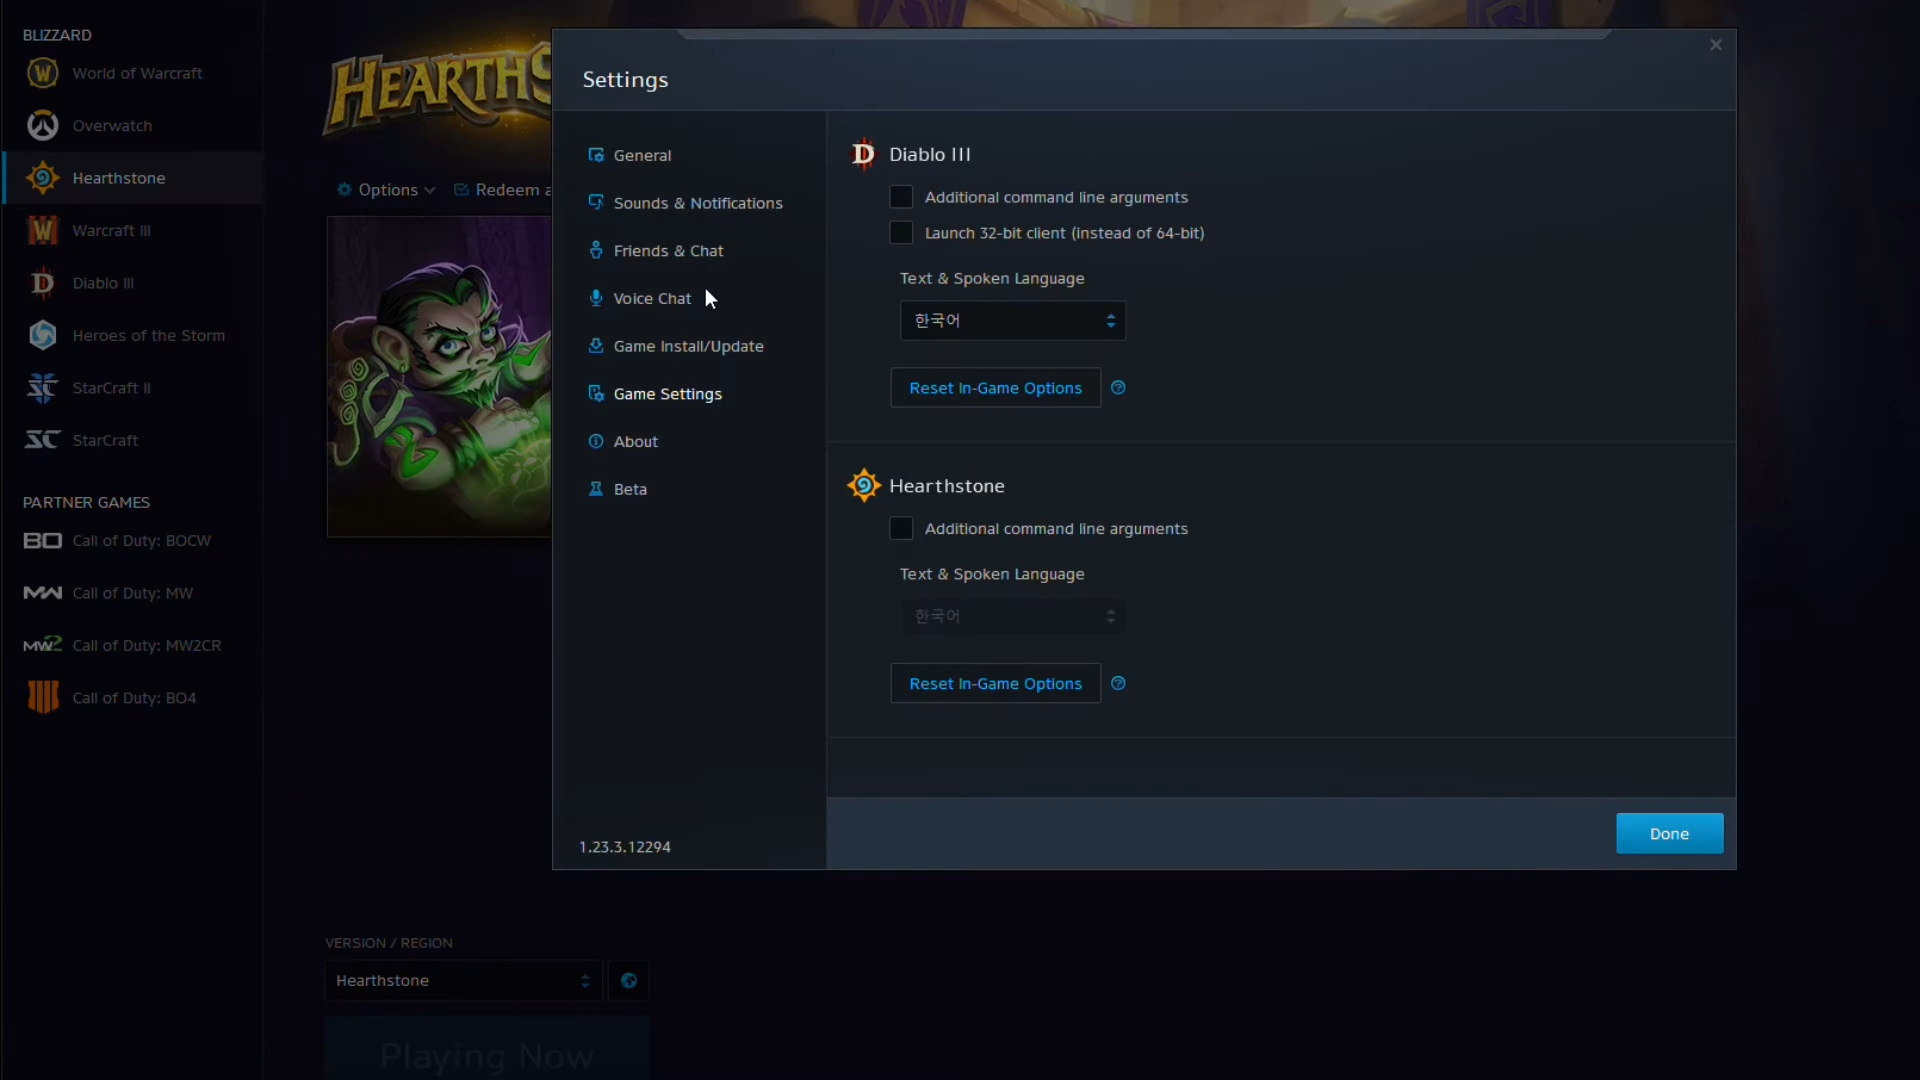 BLIZZARD
World of Warcraft
Overwatch
Hearthstone
Warcraft III
Diablo III
Heroes of the Storm
StarCraft II
StarCraft
PARTNER GAMES
BO Call of Duty: BOCW
MW Call of Duty: MW
MW2 Call of Duty: MW2CR
Call of Duty: BO4
HEARTHS
Options
Redeem a
VERSION / REGION
Hearthstone
Playing Now
Settings
General
Sounds & Notifications
Friends & Chat
Voice Chat
Game Install/Update
Game Settings
About
Beta
1.23.3.12294
Diablo III
Additional command line arguments
Launch 32-bit client (instead of 64-bit)
Text & Spoken Language
한국어
Reset In-Game Options
Hearthstone
Additional command line arguments
Text & Spoken Language
한국어
Reset In-Game Options
Done